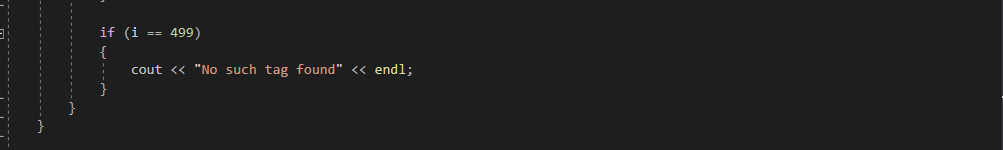 }
if (i == 499)
{
cout << "No such tag found" << endl;
}
}
}